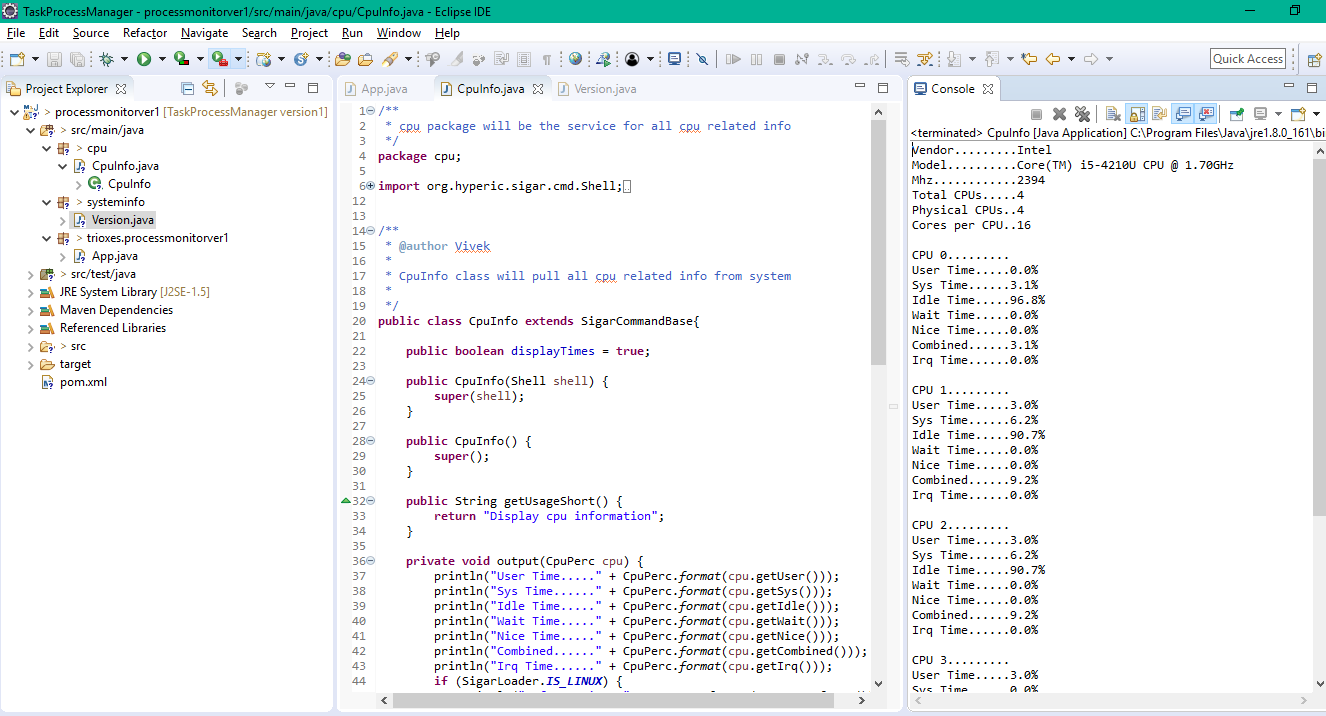 TaskProcessManager - processmonitorver1/src/main/java/cpu/CpuInfo.java - Eclipse IDE
File Edit Source Refactor Navigate Search Project Run Window Help
Quick Access
Project Explorer
processmonitorver1 [TaskProcessManager version1]
> src/main/java
> cpu
CpuInfo.java
CpuInfo
> systeminfo
Version.java
> trioxes.processmonitorver1
App.java
> src/test/java
JRE System Library [J2SE-1.5]
Maven Dependencies
Referenced Libraries
> src
target
pom.xml
App.java CpuInfo.java Version.java
1 /**
2 * cpu package will be the service for all cpu related info
3 */
4 package cpu;
5
6 import org.hyperic.sigar.cmd.Shell;
12
13
14 /**
15 * @author Vivek
16 *
17 * CpuInfo class will pull all cpu related info from system
18 *
19 */
20 public class CpuInfo extends SigarCommandBase{
21
22 public boolean displayTimes = true;
23
24 public CpuInfo(Shell shell) {
25 super(shell);
26 }
27
28 public CpuInfo() {
29 super();
30 }
31
32 public String getUsageShort() {
33 return "Display cpu information";
34 }
35
36 private void output(CpuPerc cpu) {
37 println("User Time....." + CpuPerc.format(cpu.getUser()));
38 println("Sys Time......" + CpuPerc.format(cpu.getSys()));
39 println("Idle Time....." + CpuPerc.format(cpu.getIdle()));
40 println("Wait Time....." + CpuPerc.format(cpu.getWait()));
41 println("Nice Time....." + CpuPerc.format(cpu.getNice()));
42 println("Combined......" + CpuPerc.format(cpu.getCombined()));
43 println("Irq Time......" + CpuPerc.format(cpu.getIrq()));
44 if (SigarLoader.IS_LINUX) {
Console
<terminated> CpuInfo [Java Application] C:\Program Files\Java\jre1.8.0_161\bi
Vendor.........Intel
Model..........Core(TM) i5-4210U CPU @ 1.70GHz
Mhz............2394
Total CPUs.....4
Physical CPUs..4
Cores per CPU..16
CPU 0.........
User Time.....0.0%
Sys Time......3.1%
Idle Time.....96.8%
Wait Time.....0.0%
Nice Time.....0.0%
Combined......3.1%
Irq Time......0.0%
CPU 1.........
User Time.....3.0%
Sys Time......6.2%
Idle Time.....90.7%
Wait Time.....0.0%
Nice Time.....0.0%
Combined......9.2%
Irq Time......0.0%
CPU 2.........
User Time.....3.0%
Sys Time......6.2%
Idle Time.....90.7%
Wait Time.....0.0%
Nice Time.....0.0%
Combined......9.2%
Irq Time......0.0%
CPU 3.........
User Time.....3.0%
Sys Time......0.0%